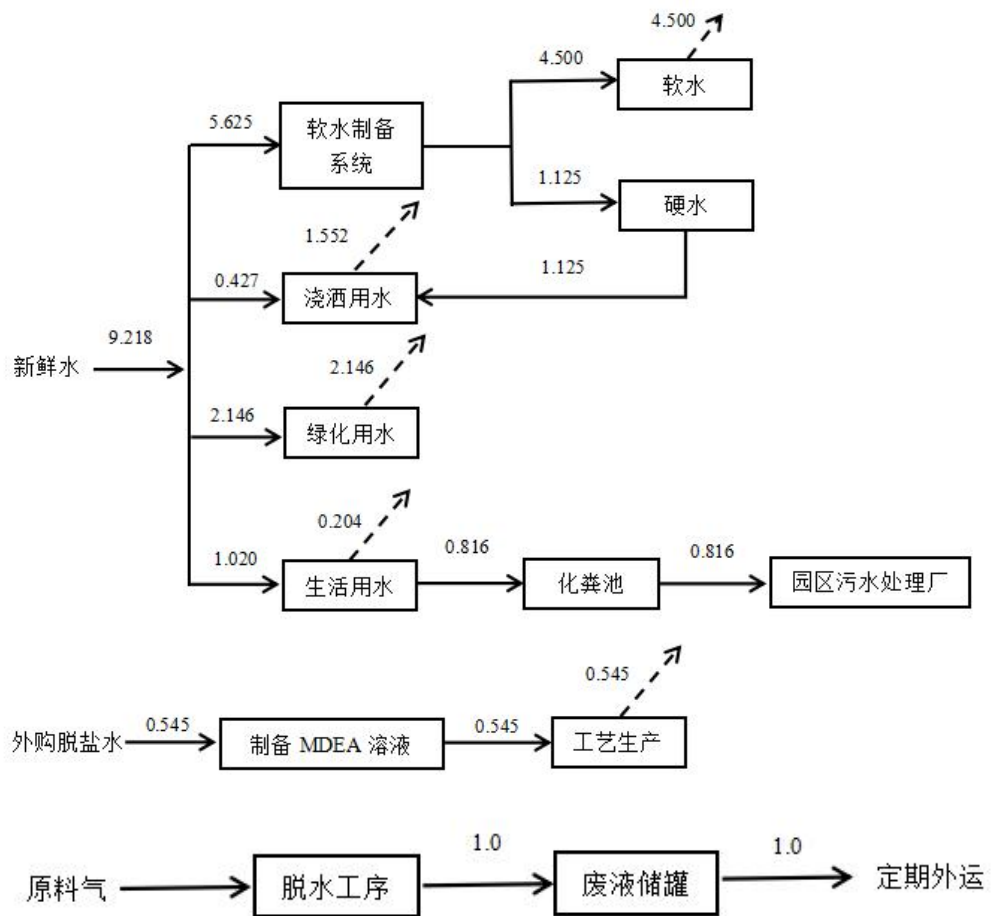 4.500
4.500
软水
5.625
软水制备
系统
1.125
硬水
1.552
1.125
0.427
浇洒用水
9.218
新鲜水
2.146
2.146
绿化用水
0.204
0.816
0.816
1.020
生活用水
化粪池
园区污水处理厂
0.545
外购脱盐水
0.545
制备 MDEA 溶液
0.545
工艺生产
1.0
1.0
原料气
脱水工序
废液储罐
定期外运